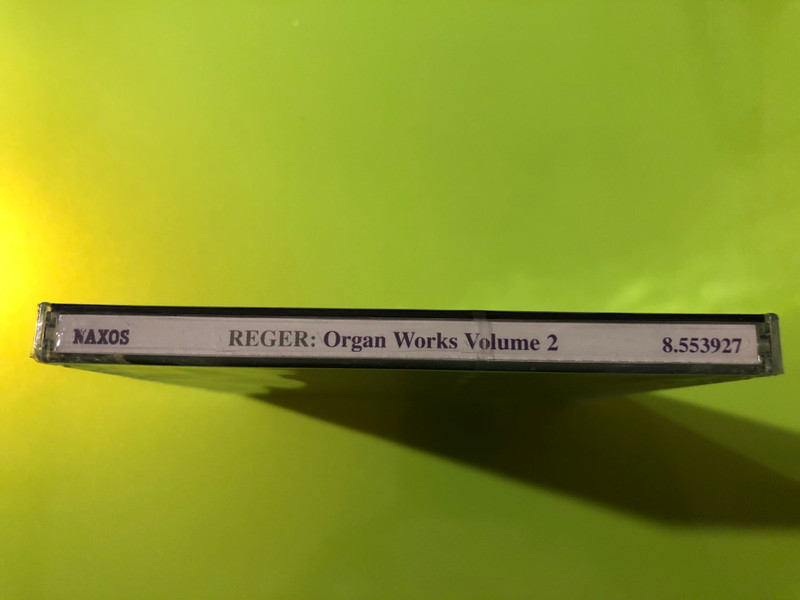 NAXOS REGER: Organ Works Volume 2 8.553927